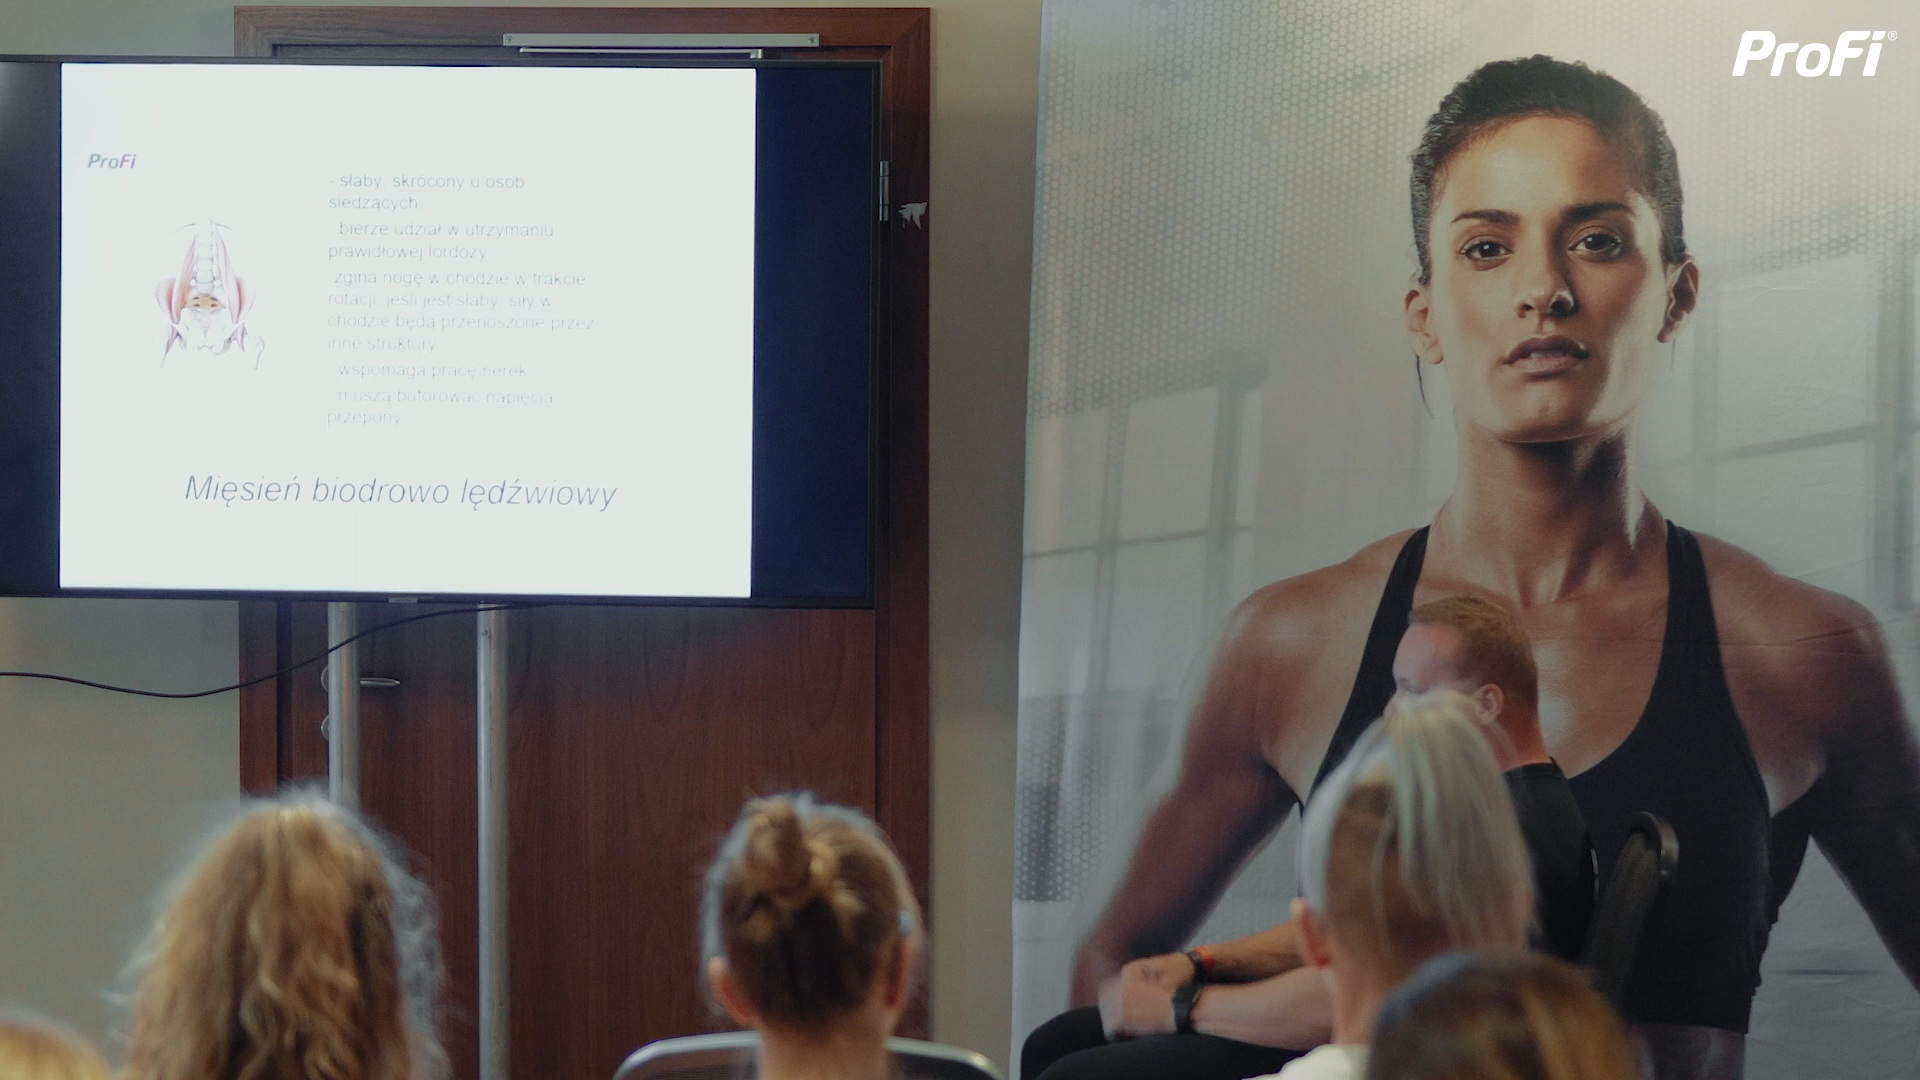 ProFi®
ProFi
- słaby, skrócony u osób
siedzących
- bierze udział w utrzymaniu
prawidłowej lordozy
- zgina nogę w chodzie w trakcie
rotacji, jeśli jest słaby, siły w
chodzie będą przenoszone przez
inne struktury
- wspomaga pracę nerek
- muszą buforować napięcia
przepony
Mięsień biodrowo lędźwiowy